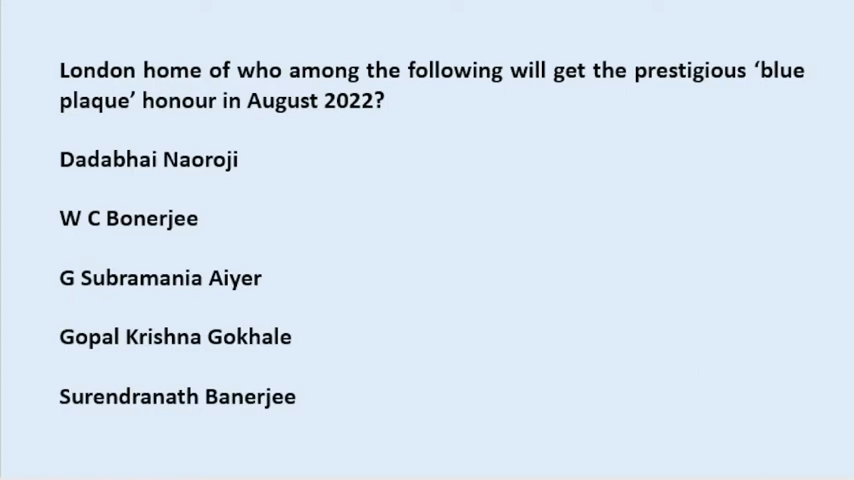 London home of who among the following will get the prestigious ‘blue
plaque’ honour in August 2022?
Dadabhai Naoroji
W C Bonerjee
G Subramania Aiyer
Gopal Krishna Gokhale
Surendranath Banerjee